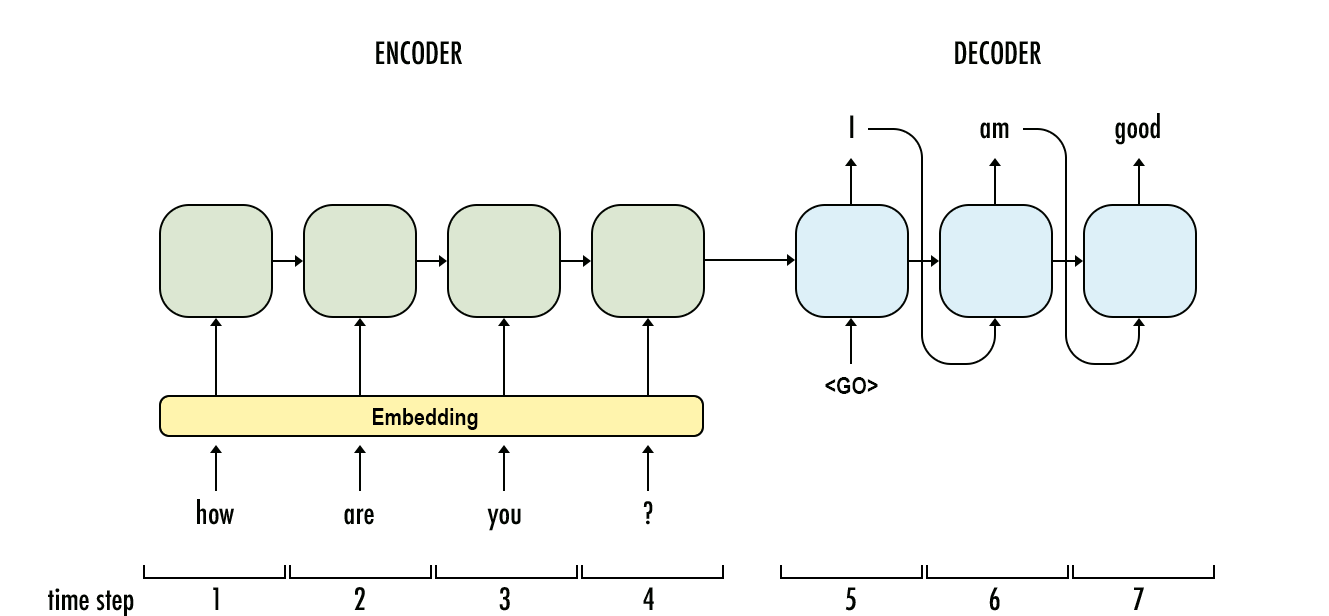 ENCODER DECODER
I am good
<GO>
Embedding
how are you ?
time step 1 2 3 4 5 6 7